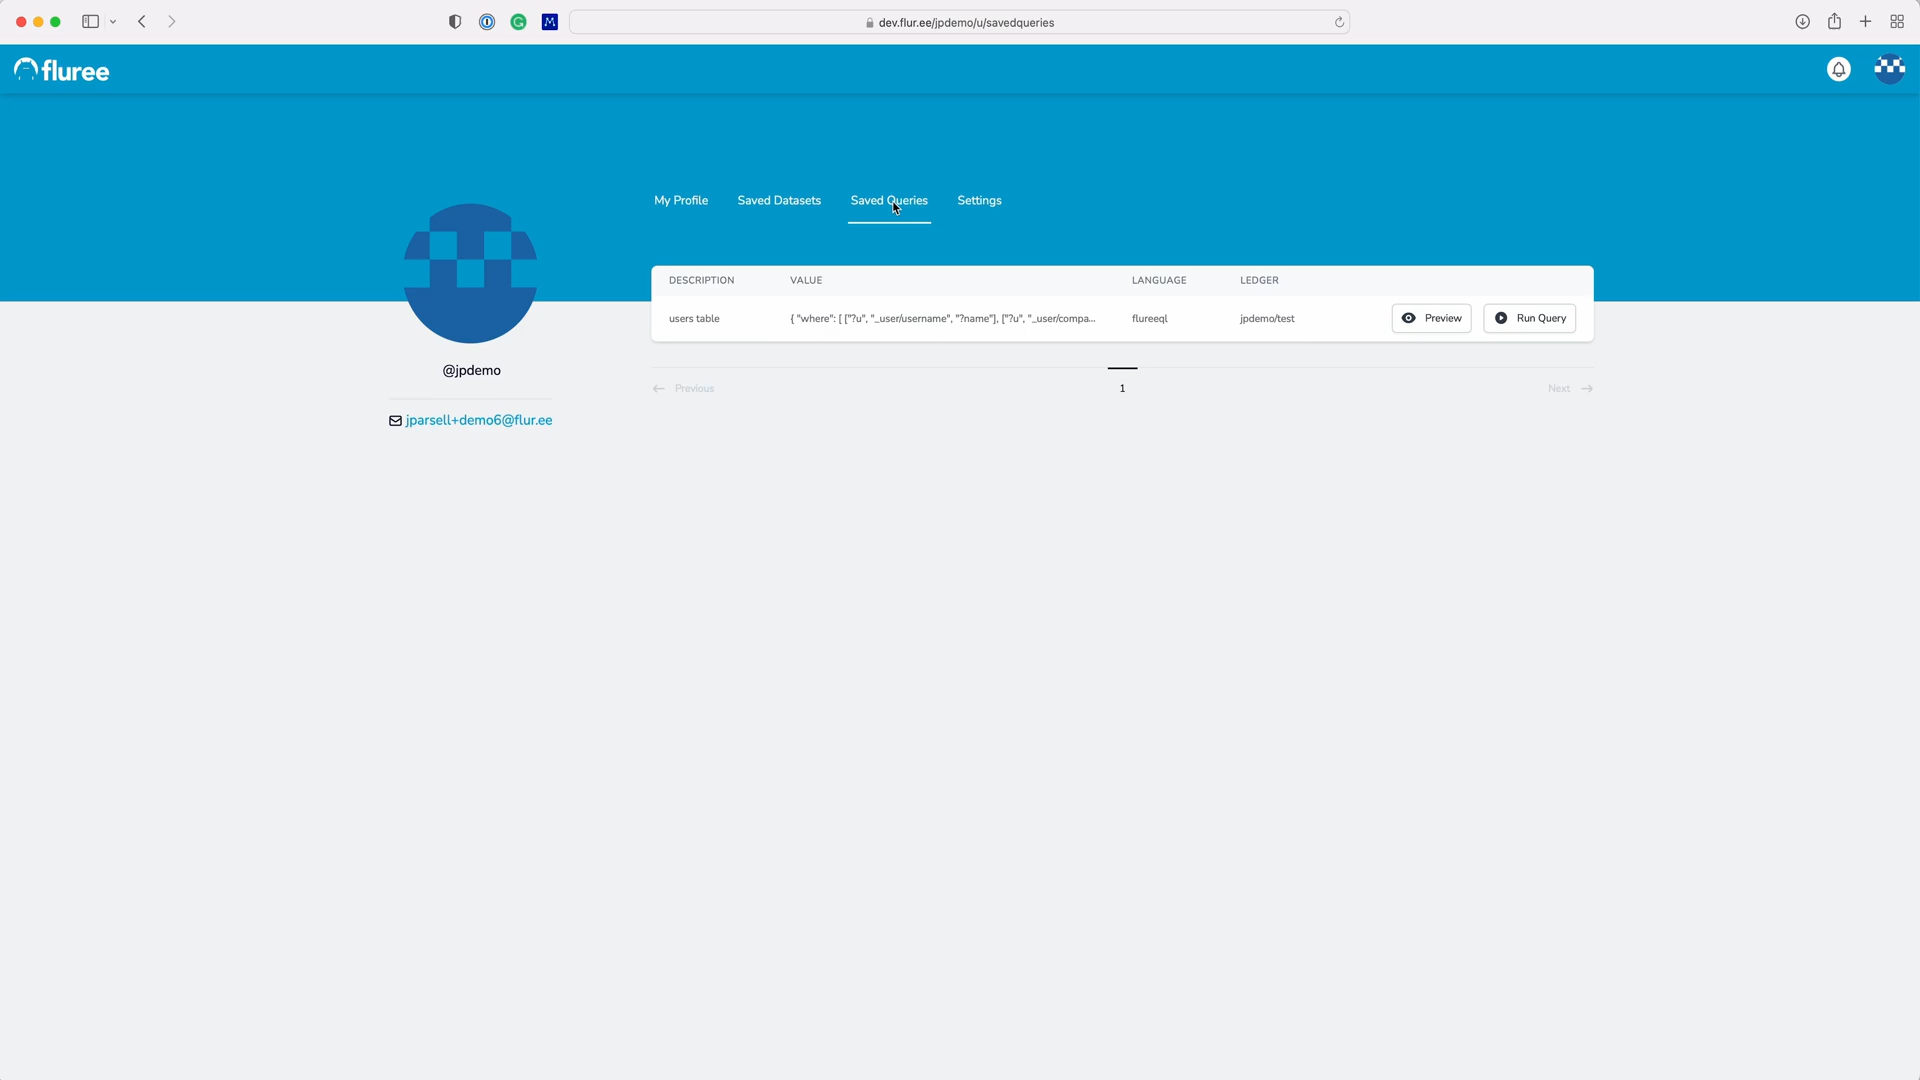 dev.flur.ee/jpdemo/u/savedqueries
fluree
My Profile Saved Datasets Saved Queries Settings
DESCRIPTION VALUE LANGUAGE LEDGER
users table { "where": [ ["?u", "_user/username", "?name"], ["?u", "_user/compa... flureeql jpdemo/test Preview Run Query
@jpdemo
Previous 1 Next
jparsell+demo6@flur.ee